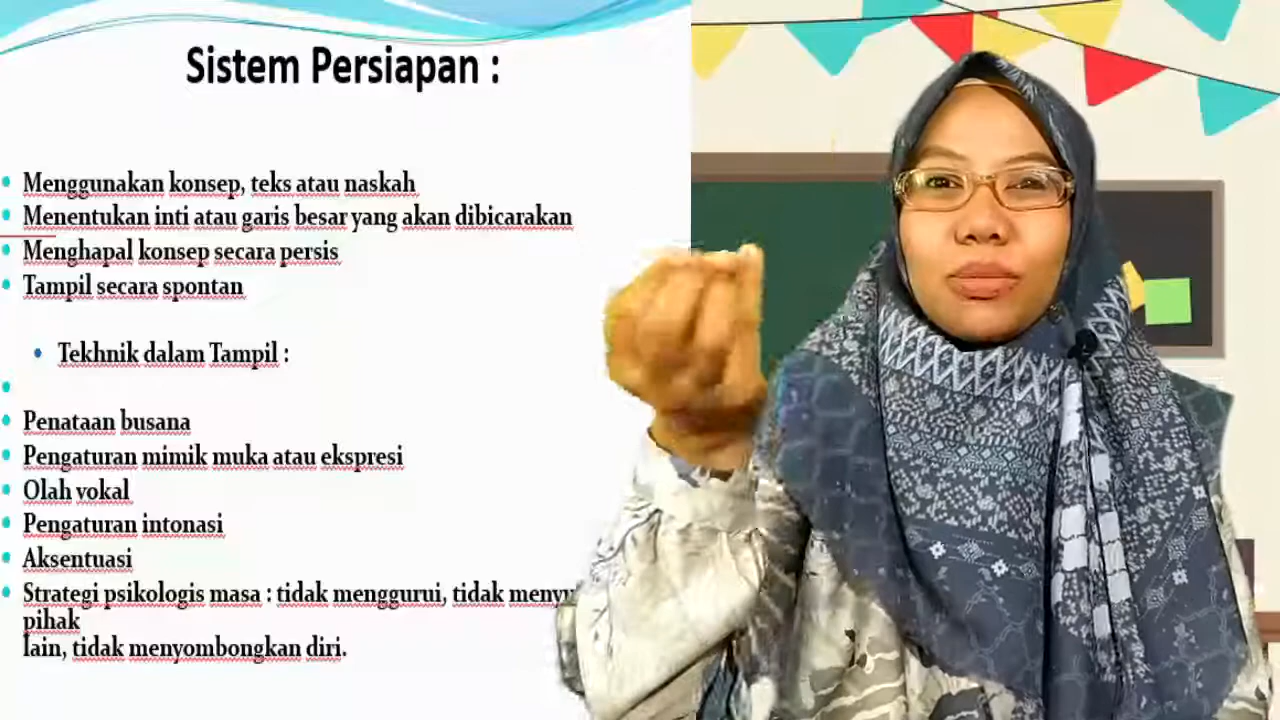 Sistem Persiapan :
Menggunakan konsep, teks atau naskah
Menentukan inti atau garis besar yang akan dibicarakan
Menghapal konsep secara persis
Tampil secara spontan
Tekhnik dalam Tampil :
Penataan busana
Pengaturan mimik muka atau ekspresi
Olah vokal
Pengaturan intonasi
Aksentuasi
Strategi psikologis masa : tidak menggurui, tidak
pihak
lain, tidak menyombongkan diri.